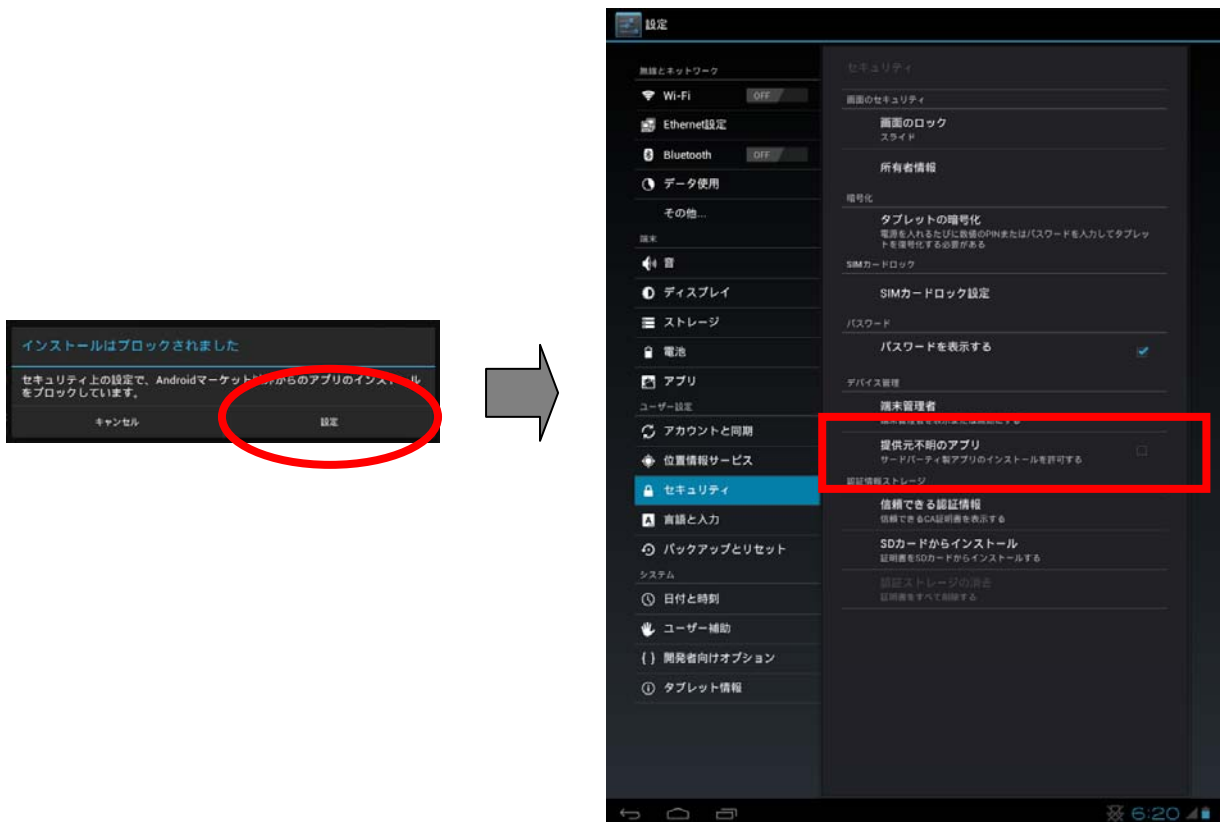 インストールはブロックされました
セキュリティ上の設定で、Androidマーケット以外からのアプリのインストール
をブロックしています。
キャンセル
設定
設定
無線とネットワーク
Wi-Fi
OFF
Ethernet設定
Bluetooth
OFF
データ使用
その他...
端末
音
ディスプレイ
ストレージ
電池
アプリ
ユーザー設定
アカウントと同期
位置情報サービス
セキュリティ
言語と入力
バックアップとリセット
システム
日付と時刻
ユーザー補助
開発者向けオプション
タブレット情報
セキュリティ
画面のセキュリティ
画面のロック
スライド
所有者情報
暗号化
タブレットの暗号化
電源を入れるたびに数値のPINまたはパスワードを入力してタブレッ
トを復号化する必要がある
SIMカードロック
SIMカードロック設定
パスワード
パスワードを表示する
デバイス管理
端末管理者
端末管理者を表示または無効にする
提供元不明のアプリ
サードパーティ製アプリのインストールを許可する
認証情報ストレージ
信頼できる認証情報
信頼できるCA証明書を表示する
SDカードからインストール
証明書をSDカードからインストールする
認証ストレージの消去
証明書をすべて削除する
6:20